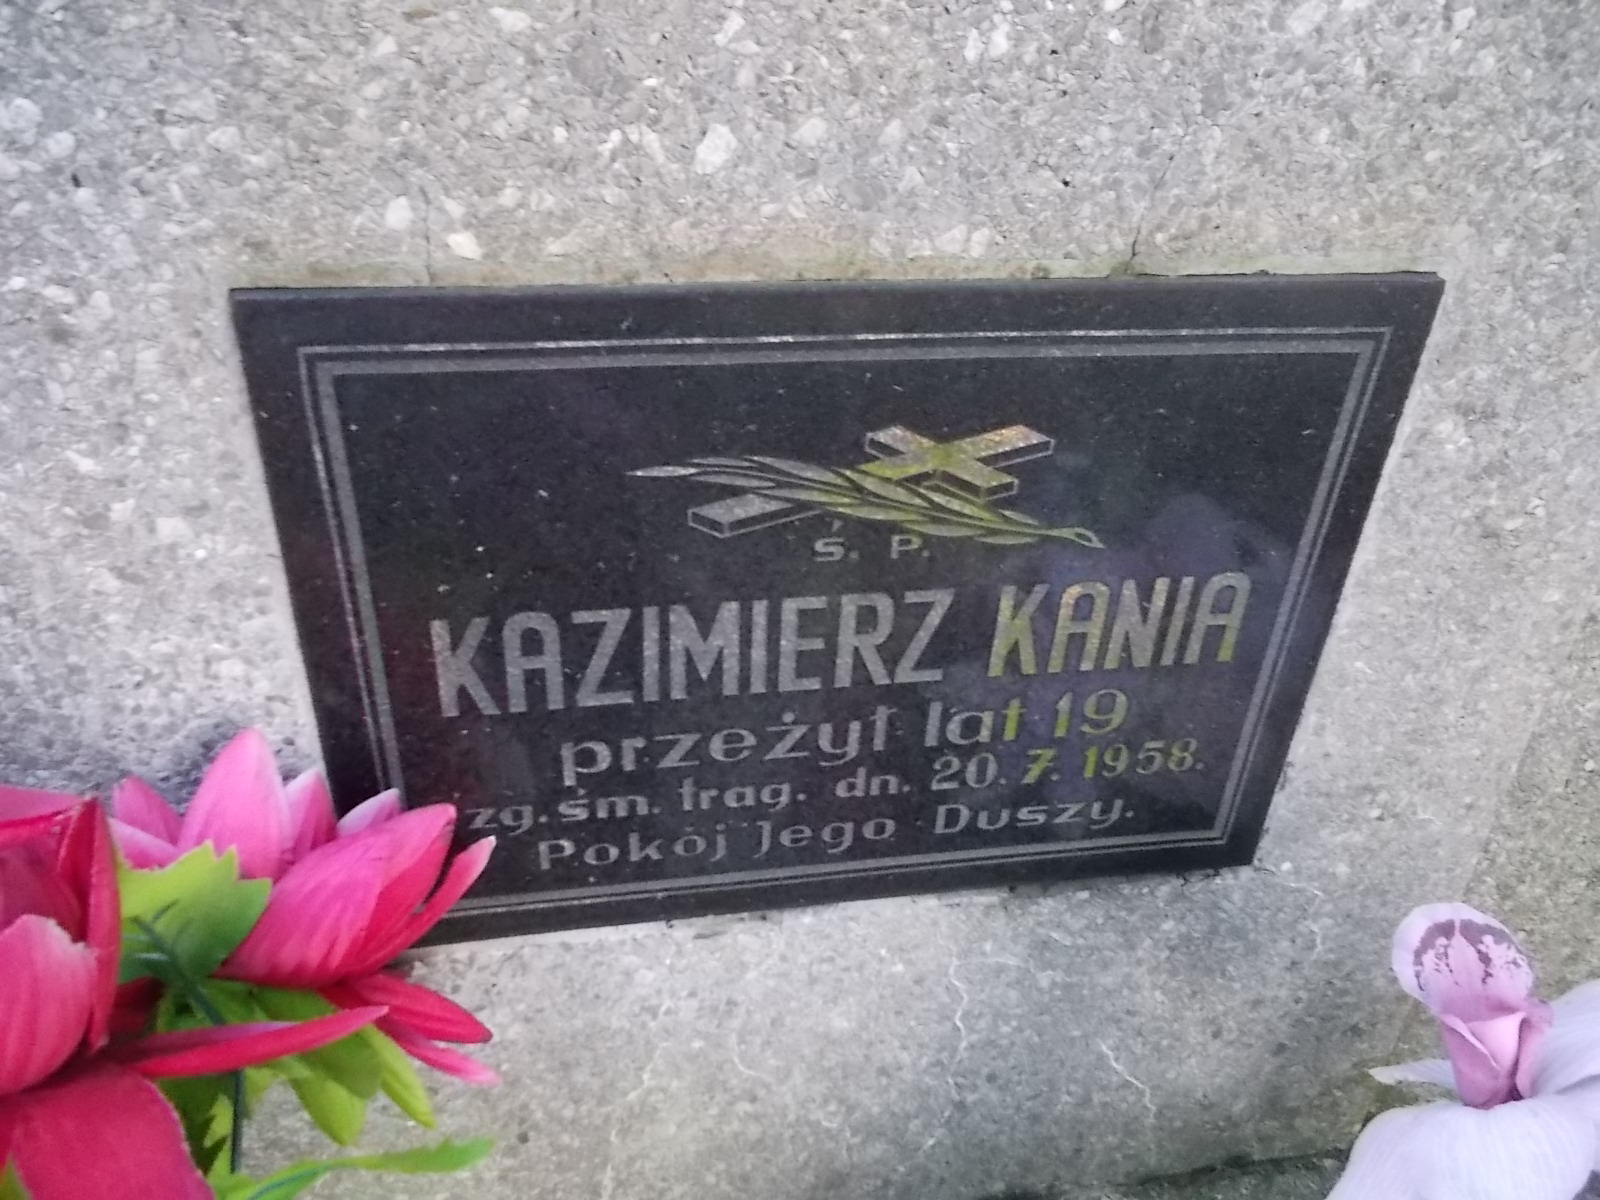 Ś. P.
KAZIMIERZ KANIA
przeżył lat 19
zg. śm. trag. dn. 20. 7. 1958.
Pokój Jego Duszy.